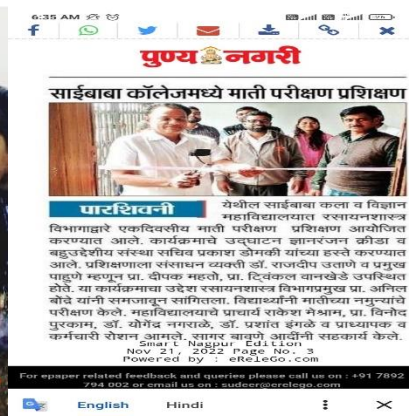 6:35 AM
पुण्य नगरी
साईबाबा कॉलेजमध्ये माती परीक्षण प्रशिक्षण
पारशिवनी
येथील साईबाबा कला व विज्ञान
महाविद्यालयात रसायनशास्त्र
विभागाद्वारे एकदिवसीय माती परीक्षण प्रशिक्षण आयोजित
करण्यात आले. कार्यक्रमाचे उद्घाटन ज्ञानरंजन क्रीडा व
बहुउद्देशीय संस्था सचिव प्रकाश डोमकी यांच्या हस्ते करण्यात
आले. प्रशिक्षणाला संसाधन व्यक्ती डॉ. राजदीप उताणे व प्रमुख
पाहुणे म्हणून प्रा. दीपक महतो, प्रा. ट्विंकल वानखेडे उपस्थित
होते. या कार्यक्रमाचा उद्देश रसायनशास्त्र विभागप्रमुख प्रा. अनिल
बोंद्रे यांनी समजावून सांगितला. विद्यार्थ्यांनी मातीच्या नमुन्यांचे
परीक्षण केले. महाविद्यालयाचे प्राचार्य राकेश मेश्राम, प्रा. विनोद
पुरकाम, डॉ. योगेंद्र नगराळे, डॉ. प्रशांत इंगळे व प्राध्यापक व
कर्मचारी रोशन आमले. सागर बावणे आदींनी सहकार्य केले.
Smart Nagpur Edition
Nov 21, 2022 Page No. 3
Powered by : eReleGo.com
For epaper related feedback and queries please call us on : +91 7892
794 002 or email us on : sudeer@erelego.com
English Hindi